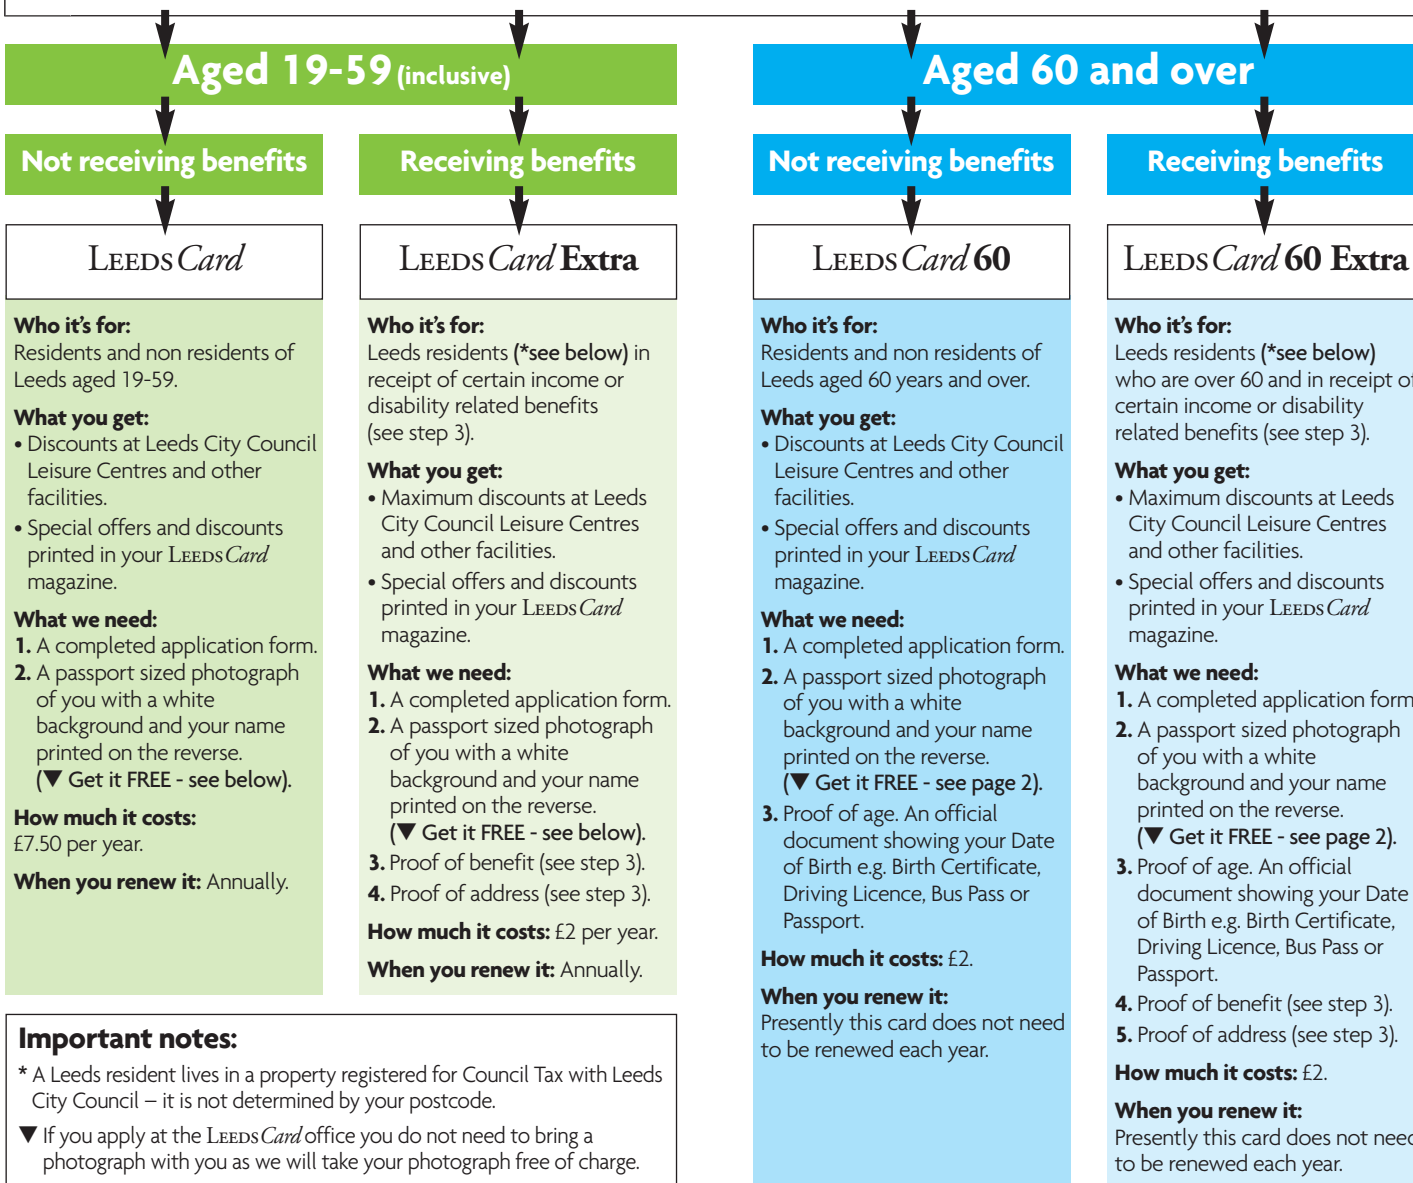 Aged 19-59 (inclusive)
Not receiving benefits
LEEDS Card
Who it's for:
Residents and non residents of
Leeds aged 19-59.
What you get:
• Discounts at Leeds City Council
Leisure Centres and other
facilities.
• Special offers and discounts
printed in your LEEDS Card
magazine.
What we need:
1. A completed application form.
2. A passport sized photograph
of you with a white
background and your name
printed on the reverse.
(▼ Get it FREE - see below).
How much it costs:
£7.50 per year.
When you renew it: Annually.
Receiving benefits
LEEDS Card Extra
Who it's for:
Leeds residents (*see below) in
receipt of certain income or
disability related benefits
(see step 3).
What you get:
• Maximum discounts at Leeds
City Council Leisure Centres
and other facilities.
• Special offers and discounts
printed in your LEEDS Card
magazine.
What we need:
1. A completed application form.
2. A passport sized photograph
of you with a white
background and your name
printed on the reverse.
(▼ Get it FREE - see below).
3. Proof of benefit (see step 3).
4. Proof of address (see step 3).
How much it costs: £2 per year.
When you renew it: Annually.
Important notes:
* A Leeds resident lives in a property registered for Council Tax with Leeds
City Council – it is not determined by your postcode.
▼ If you apply at the LEEDS Card office you do not need to bring a
photograph with you as we will take your photograph free of charge.
Aged 60 and over
Not receiving benefits
LEEDS Card 60
Who it's for:
Residents and non residents of
Leeds aged 60 years and over.
What you get:
• Discounts at Leeds City Council
Leisure Centres and other
facilities.
• Special offers and discounts
printed in your LEEDS Card
magazine.
What we need:
1. A completed application form.
2. A passport sized photograph
of you with a white
background and your name
printed on the reverse.
(▼ Get it FREE - see page 2).
3. Proof of age. An official
document showing your Date
of Birth e.g. Birth Certificate,
Driving Licence, Bus Pass or
Passport.
How much it costs: £2.
When you renew it:
Presently this card does not need
to be renewed each year.
Receiving benefits
LEEDS Card 60 Extra
Who it's for:
Leeds residents (*see below)
who are over 60 and in receipt of
certain income or disability
related benefits (see step 3).
What you get:
• Maximum discounts at Leeds
City Council Leisure Centres
and other facilities.
• Special offers and discounts
printed in your LEEDS Card
magazine.
What we need:
1. A completed application form
2. A passport sized photograph
of you with a white
background and your name
printed on the reverse.
(▼ Get it FREE - see page 2).
3. Proof of age. An official
document showing your Date
of Birth e.g. Birth Certificate,
Driving Licence, Bus Pass or
Passport.
4. Proof of benefit (see step 3).
5. Proof of address (see step 3).
How much it costs: £2.
When you renew it:
Presently this card does not need
to be renewed each year.